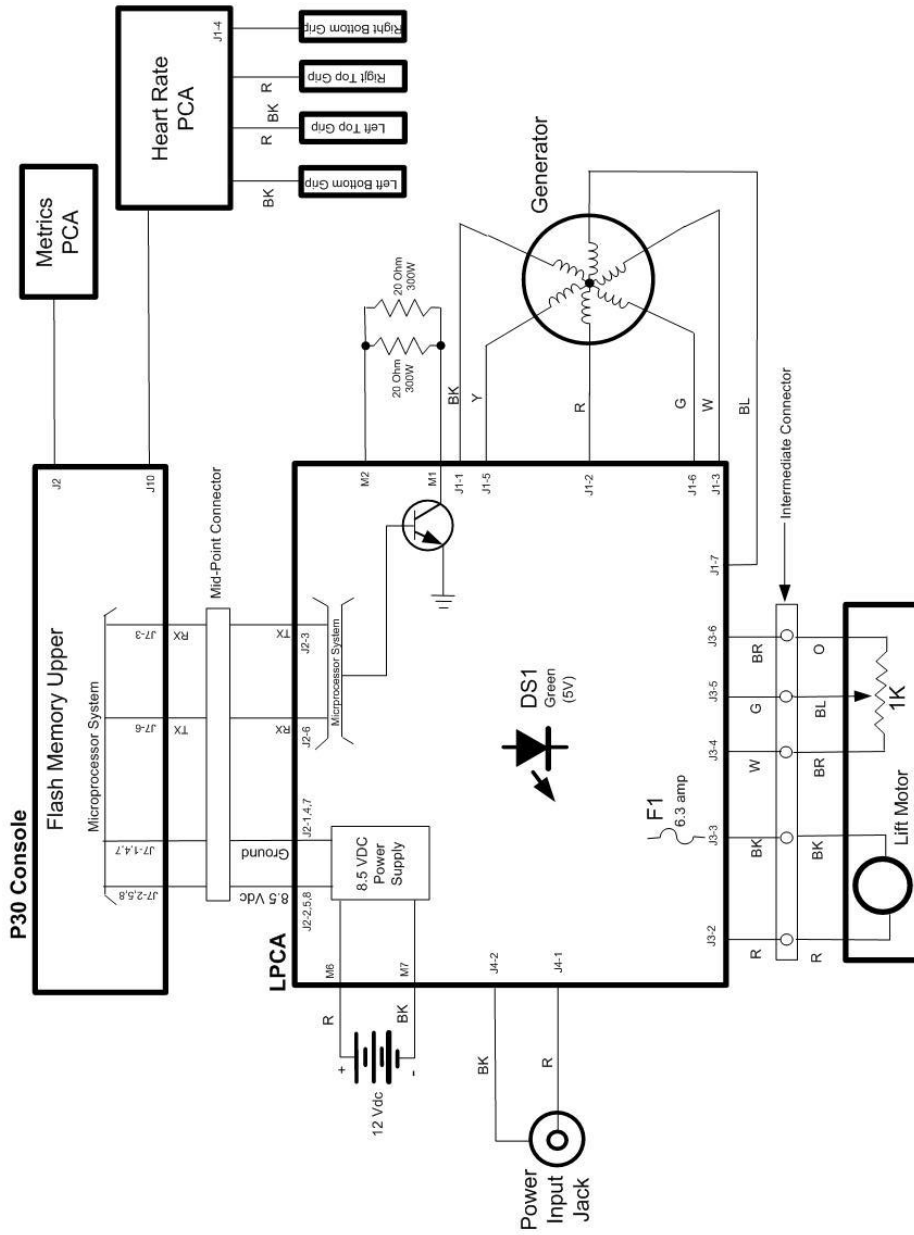 P30 Console
Flash Memory Upper
Microprocessor System
J7-2,5,8
J7-1,4,7
J7-6
J7-3
J2
J10
Metrics
PCA
Heart Rate
PCA
J1-4
BK
R
BK
R
Left Bottom Grip
Left Top Grip
Rigjt Top Grip
Right Bottom Grip
TX
RX
Mid-Point Connector
8.5 Vdc
Ground
RX
TX
LPCA
J2-2,5,8
J2-1,4,7
J2-6
J2-3
Micrprocessor System
8.5 VDC
Power
Supply
M6
M7
R
BK
+
-
12 Vdc
J4-2
J4-1
BK
R
Power
Input
Jack
DS1
Green
(5V)
F1
6.3 amp
M2
M1
20 Ohm
300W
20 Ohm
300W
J1-1
J1-5
J1-2
J1-6
J1-3
J1-7
BK
Y
R
G
W
BL
Generator
J3-2
J3-3
J3-4
J3-5
J3-6
R
BK
W
G
BR
Intermediate Connector
R
BK
BR
BL
O
1K
Lift Motor